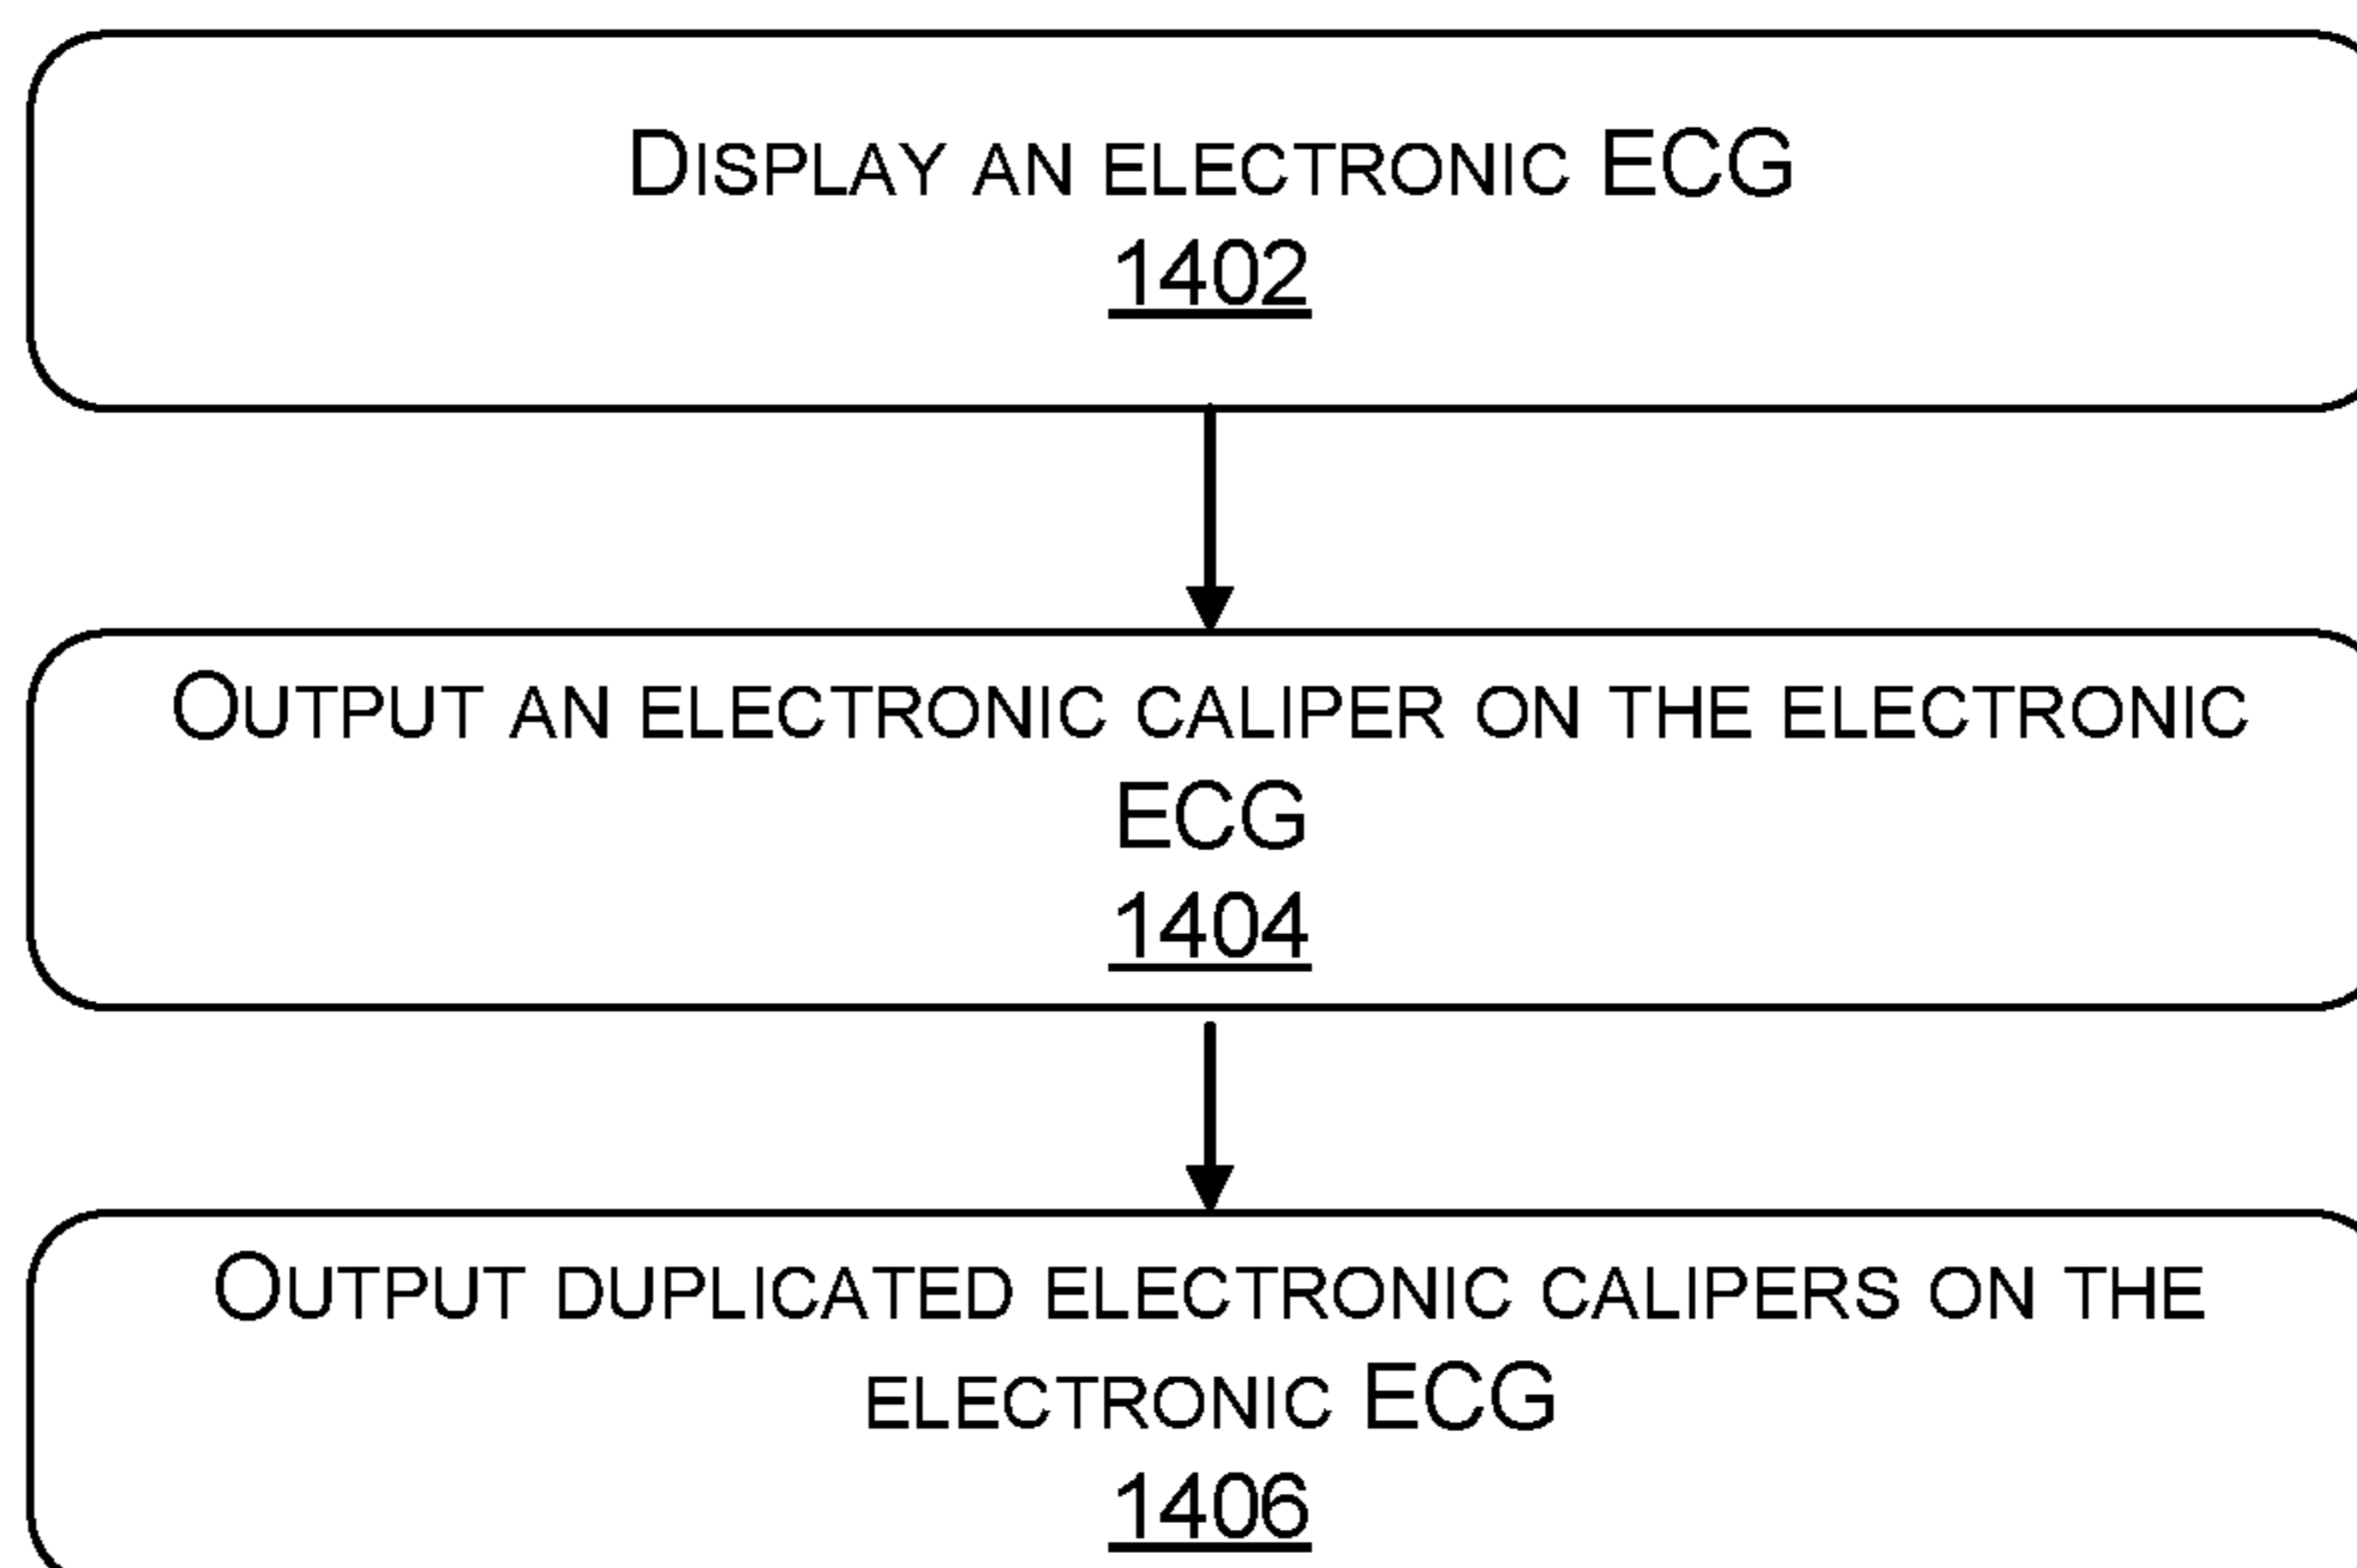 Display an electronic ECG
1402
Output an electronic caliper on the electronic
ECG
1404
Output duplicated electronic calipers on the
electronic ECG
1406